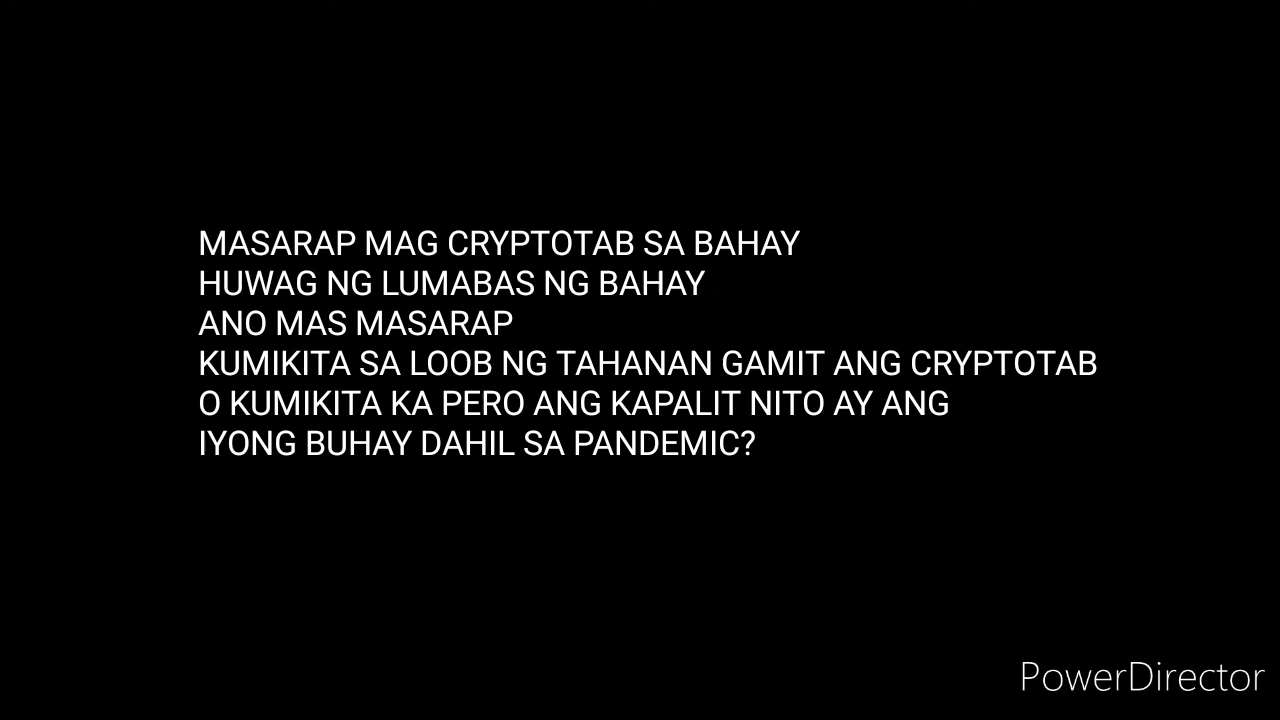 MASARAP MAG CRYPTOTAB SA BAHAY
HUWAG NG LUMABAS NG BAHAY
ANO MAS MASARAP
KUMIKITA SA LOOB NG TAHANAN GAMIT ANG CRYPTOTAB
O KUMIKITA KA PERO ANG KAPALIT NITO AY ANG
IYONG BUHAY DAHIL SA PANDEMIC?
PowerDirector